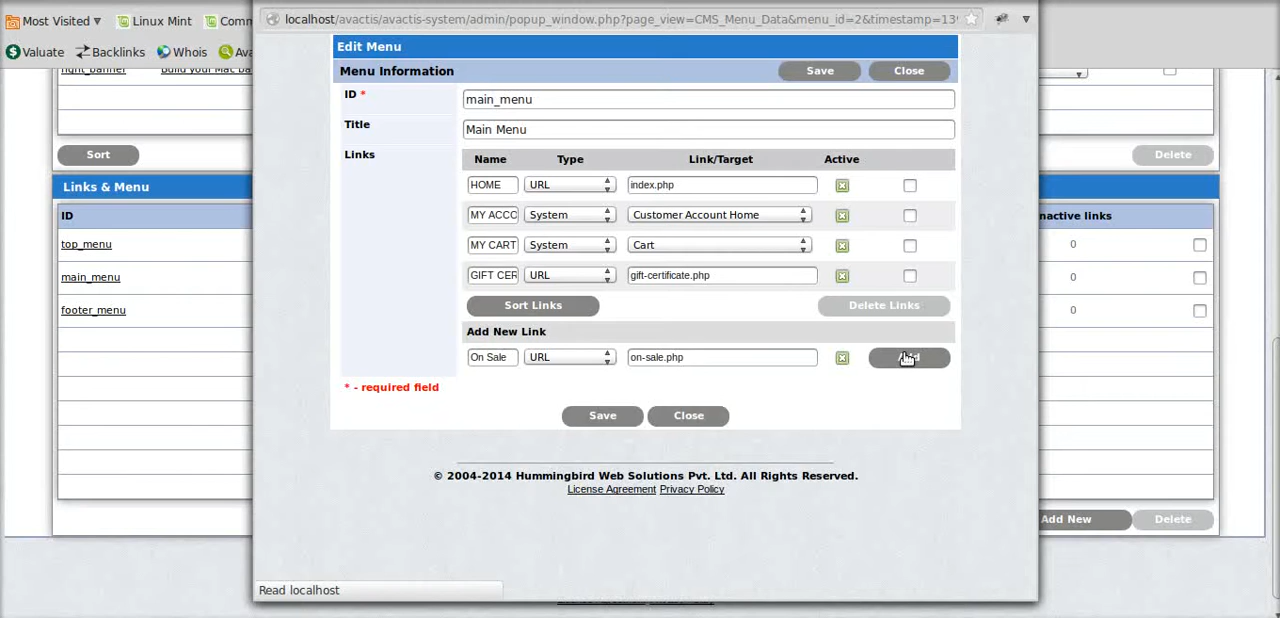 Most Visited Linux Mint
Valuate Backlinks Whois
localhost/avactis/avactis-system/admin/popup_window.php?page_view=CMS_Menu_Data&menu_id=2&timestamp=13
Edit Menu
Menu Information Save Close
ID * main_menu
Title Main Menu
Links
Name Type Link/Target Active
HOME URL index.php
MY ACCO System Customer Account Home
MY CART System Cart
GIFT CER URL gift-certificate.php
Sort Links Delete Links
Add New Link
On Sale URL on-sale.php
* - required field
Save Close
© 2004-2014 Hummingbird Web Solutions Pvt. Ltd. All Rights Reserved.
License Agreement Privacy Policy
Read localhost
right_banner
Sort Delete
Links & Menu
ID
top_menu 0
main_menu 0
footer_menu 0
Add New Delete